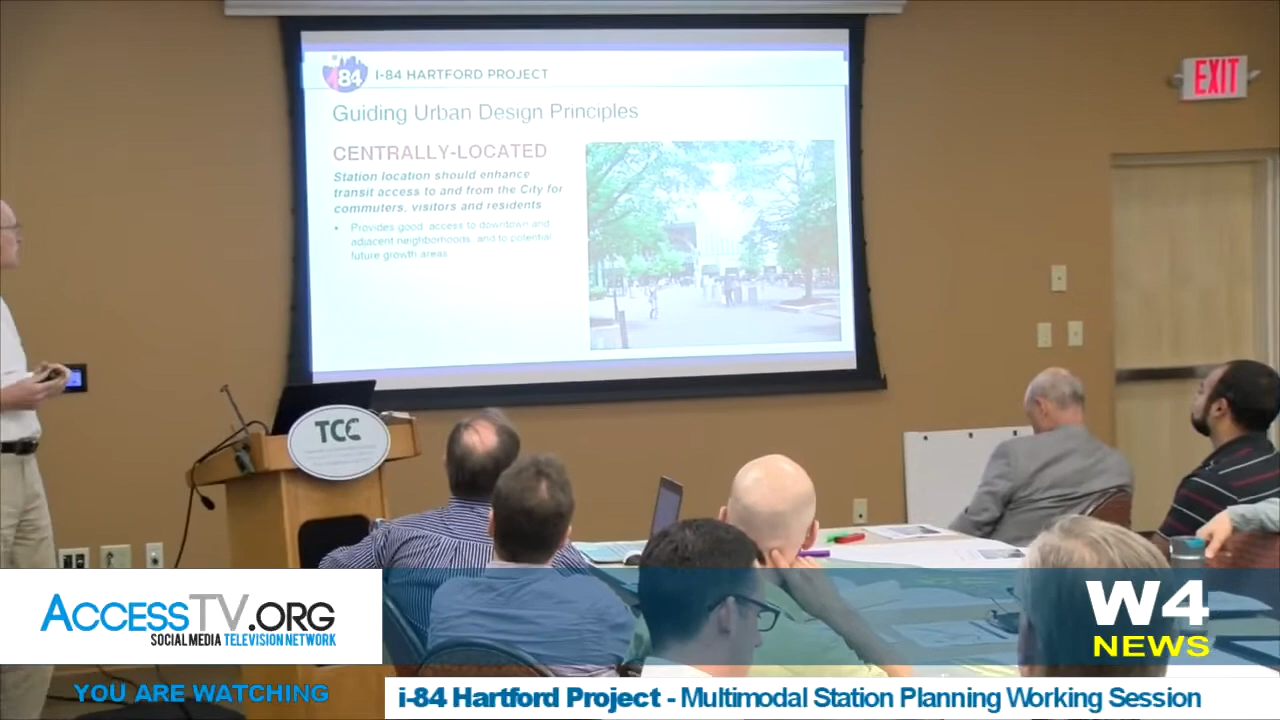 84 I-84 HARTFORD PROJECT
EXIT
Guiding Urban Design Principles
CENTRALLY-LOCATED
Station location should enhance
transit access to and from the City for
commuters, visitors and residents
• Provides good access to downtown and
adjacent neighborhoods and to potential
future growth areas
TCC
ACCESSTV.ORG
SOCIAL MEDIA TELEVISION NETWORK
W4
NEWS
YOU ARE WATCHING
i-84 Hartford Project - Multimodal Station Planning Working Session